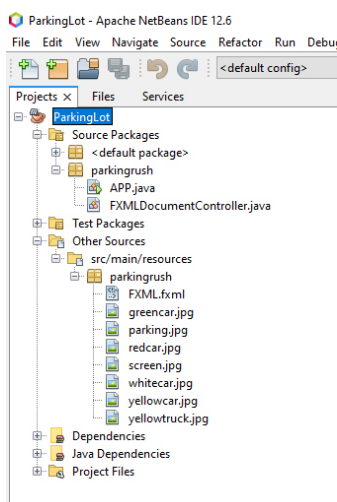 ParkingLot - Apache NetBeans IDE 12.6
File Edit View Navigate Source Refactor Run Debug
<default config>
Projects × Files Services
ParkingLot
Source Packages
<default package>
parkingrush
APP.java
FXMLDocumentController.java
Test Packages
Other Sources
src/main/resources
parkingrush
FXML.fxml
greencar.jpg
parking.jpg
redcar.jpg
screen.jpg
whitecar.jpg
yellowcar.jpg
yellowtruck.jpg
Dependencies
Java Dependencies
Project Files